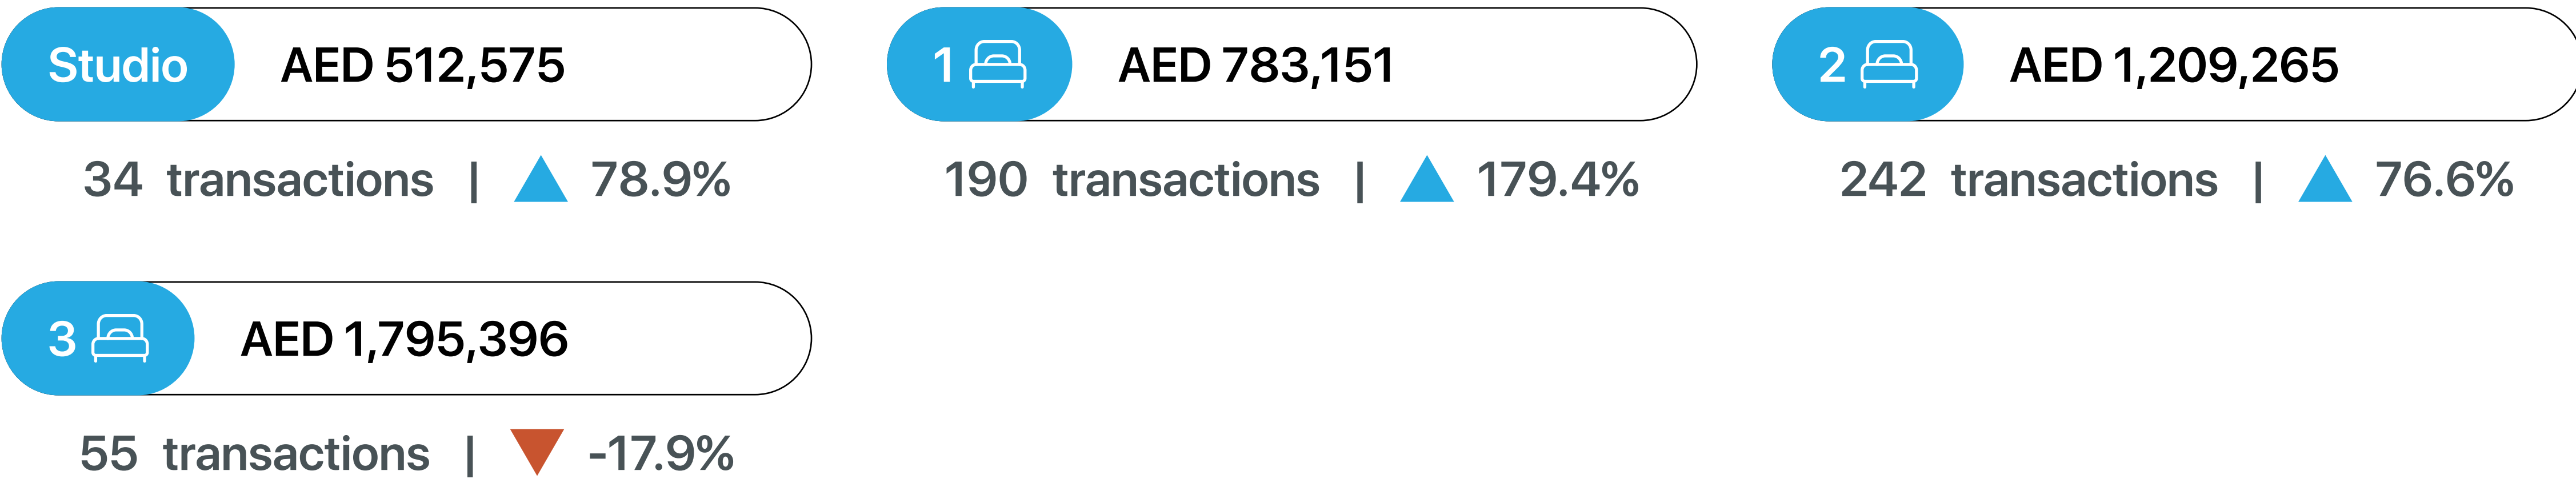 Studio AED 512,575
34 transactions | 78.9%
1 AED 783,151
190 transactions | 179.4%
2 AED 1,209,265
242 transactions | 76.6%
3 AED 1,795,396
55 transactions | -17.9%